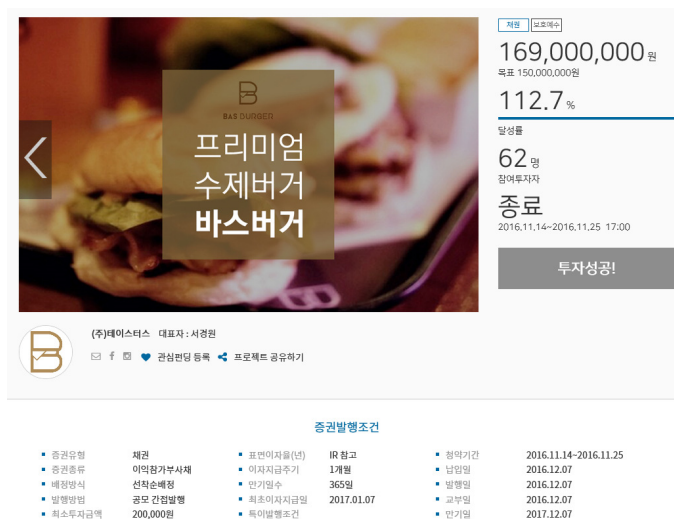 BAS BURGER
프리미엄
수제버거
바스버거
채권 보호예수
169,000,000 원
목표 150,000,000원
112.7 %
달성률
62 명
잠여투자자
종료
2016.11.14~2016.11.25 17:00
투자성공!
(주)테이스터스 대표자 : 서경원
관심펀딩 등록 프로젝트 공유하기
증권발행조건
증권유형 채권 표면이자율(년) IR 참고 청약기간 2016.11.14~2016.11.25
증권종류 이익참가부사채 이자지급주기 1개월 납입일 2016.12.07
배정방식 선착순배정 만기일수 365일 발행일 2016.12.07
발행방법 공모 간접발행 최초이자지급일 2017.01.07 교부일 2016.12.07
최소투자금액 200,000원 특이발행조건 만기일 2017.12.07